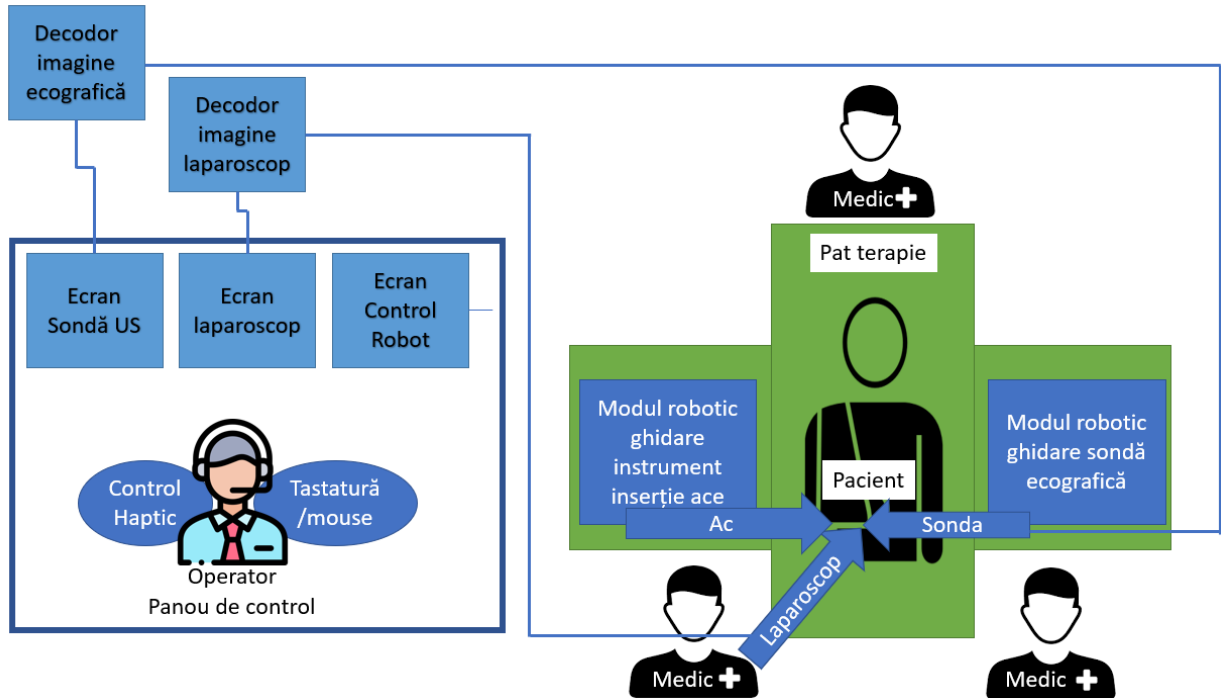 Decodor
imagine
ecografică
Decodor
imagine
laparoscop
Ecran
Sondă US
Ecran
laparoscop
Ecran
Control
Robot
Control
Haptic
Tastatură
/mouse
Operator
Panou de control
Medic
Pat terapie
Modul robotic
ghidare
instrument
inserție ace
Pacient
Modul robotic
ghidare sondă
ecografică
Ac
Sonda
Laparoscop
Medic
Medic